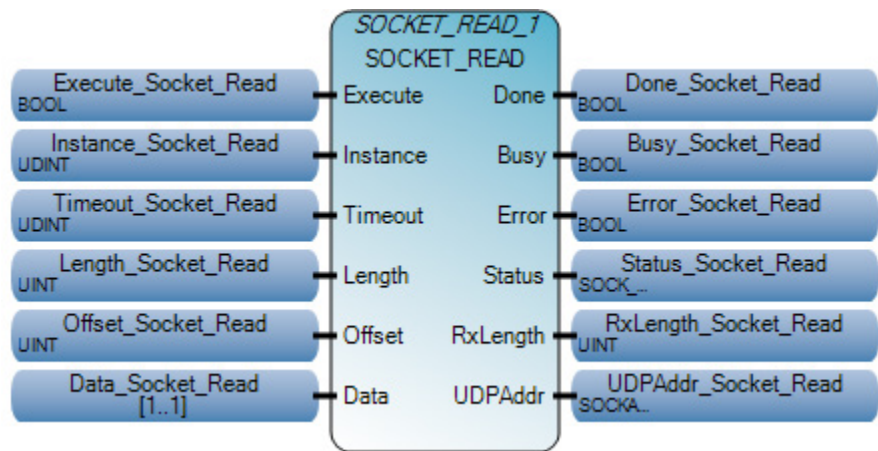 SOCKET_READ_1
SOCKET_READ
Execute_Socket_Read
BOOL
Execute
Done
Done_Socket_Read
BOOL
Instance_Socket_Read
UDINT
Instance
Busy
Busy_Socket_Read
BOOL
Timeout_Socket_Read
UDINT
Timeout
Error
Error_Socket_Read
BOOL
Length_Socket_Read
UINT
Length
Status
Status_Socket_Read
SOCK_...
Offset_Socket_Read
UINT
Offset
RxLength
RxLength_Socket_Read
UINT
Data_Socket_Read
[1..1]
Data
UDPAddr
UDPAddr_Socket_Read
SOCKA...